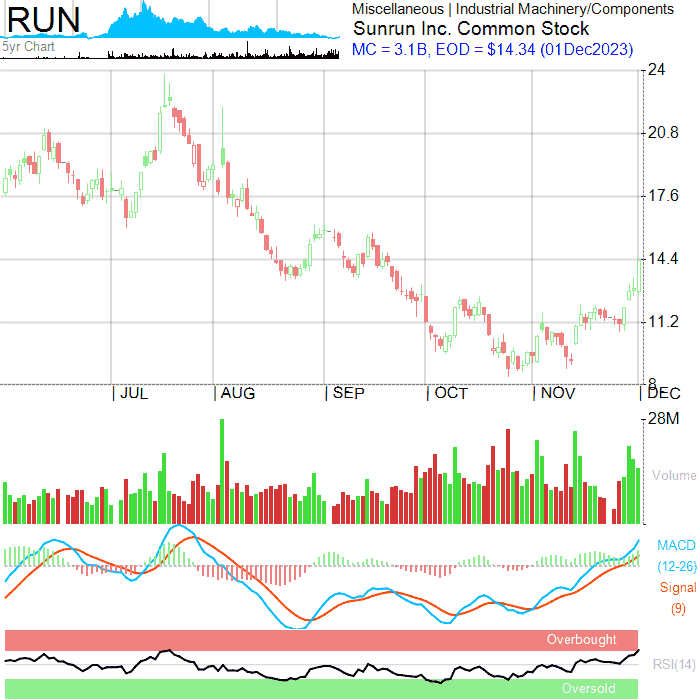 RUN
5yr Chart
Miscellaneous | Industrial Machinery/Components
Sunrun Inc. Common Stock
MC = 3.1B, EOD = $14.34 (01Dec2023)
24
20.8
17.6
14.4
11.2
8
JUL
AUG
SEP
OCT
NOV
DEC
28M
Volume
MACD
(12-26)
Signal
(9)
Overbought
RSI(14)
Oversold